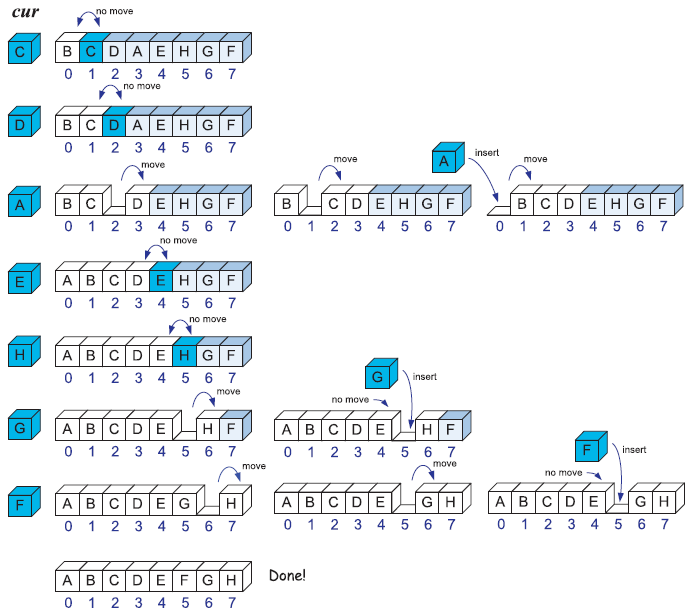 cur
no move
C B C D A E H G F
0 1 2 3 4 5 6 7
no move
D B C D A E H G F
0 1 2 3 4 5 6 7
move move A insert move
A B C D E H G F B C D E H G F B C D E H G F
0 1 2 3 4 5 6 7 0 1 2 3 4 5 6 7 0 1 2 3 4 5 6 7
no move
E A B C D E H G F
0 1 2 3 4 5 6 7
no move
H A B C D E H G F
0 1 2 3 4 5 6 7
G insert
move no move
G A B C D E H F A B C D E H F
0 1 2 3 4 5 6 7 0 1 2 3 4 5 6 7
F insert
move move no move
F A B C D E G H A B C D E G H A B C D E G H
0 1 2 3 4 5 6 7 0 1 2 3 4 5 6 7 0 1 2 3 4 5 6 7
A B C D E F G H Done!
0 1 2 3 4 5 6 7